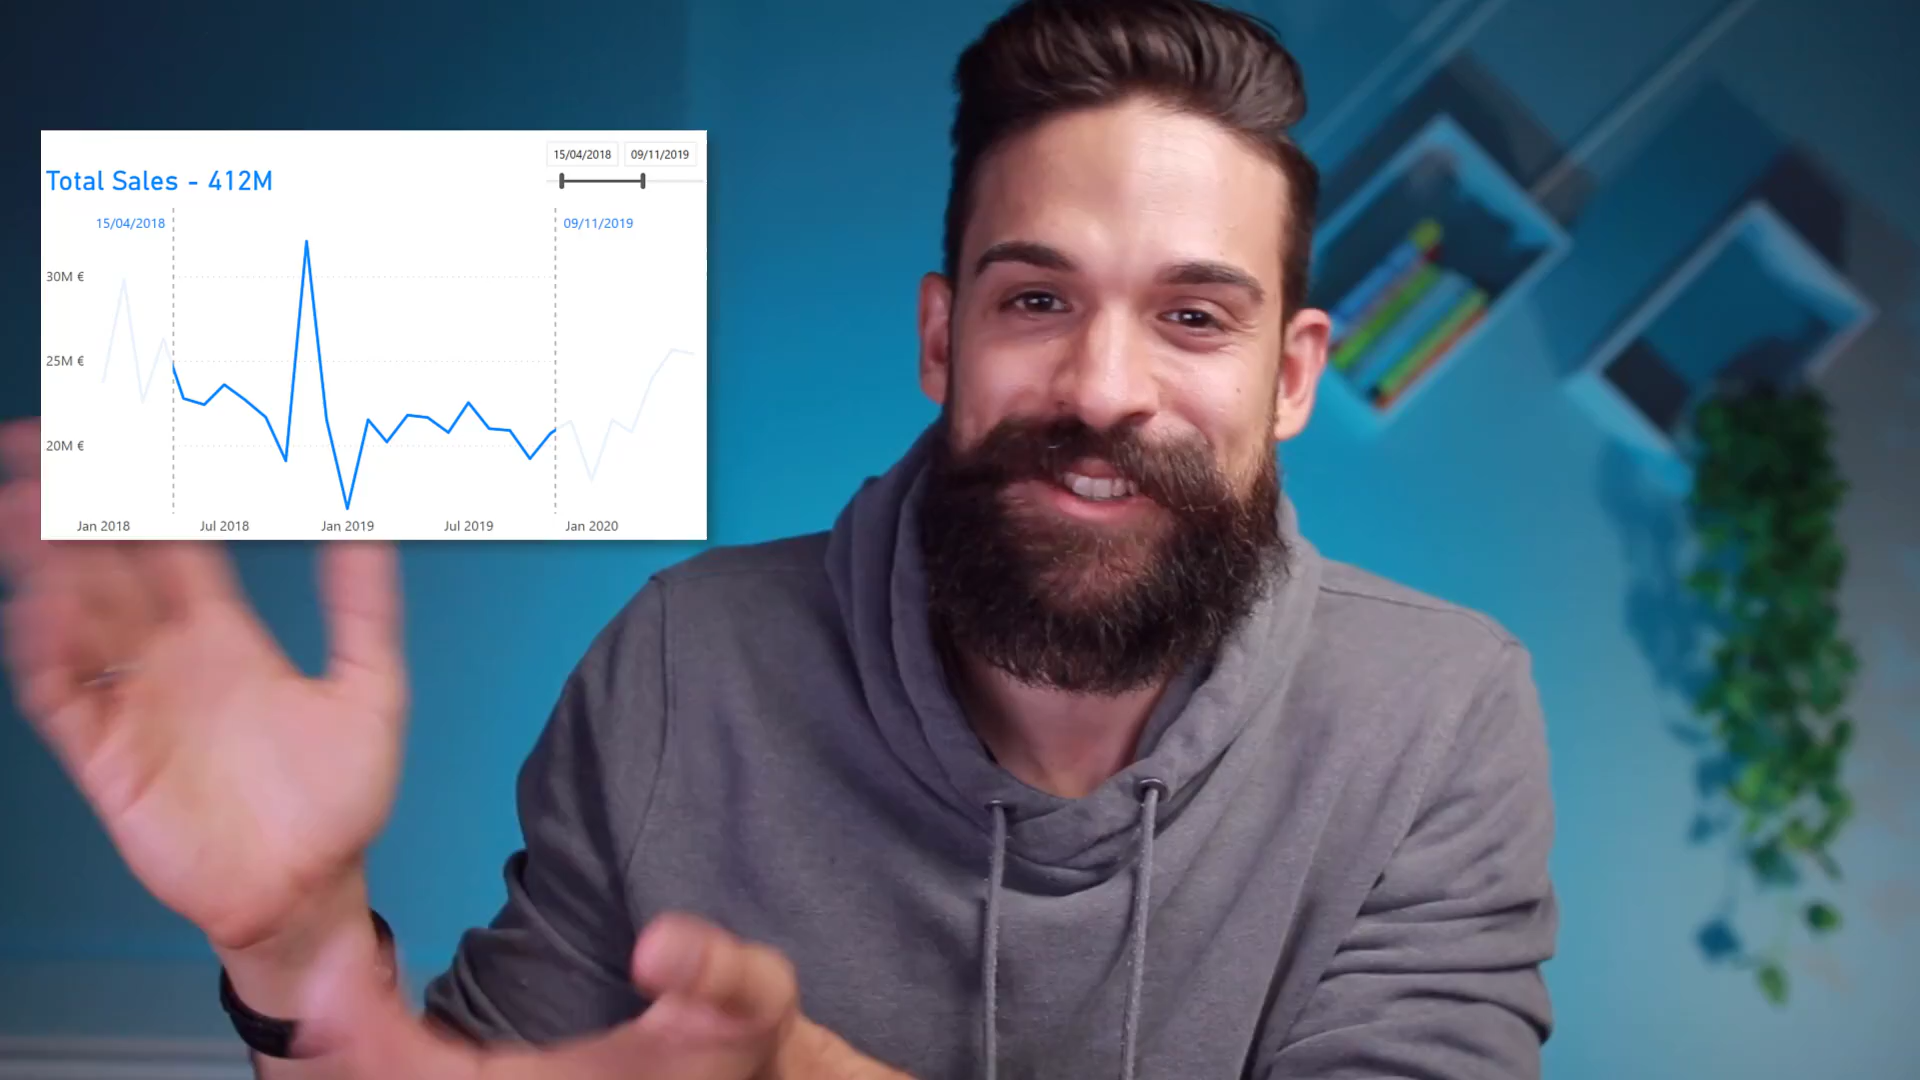 15/04/2018 09/11/2019
Total Sales - 412M
15/04/2018 09/11/2019
30M €
25M €
20M €
Jan 2018 Jul 2018 Jan 2019 Jul 2019 Jan 2020